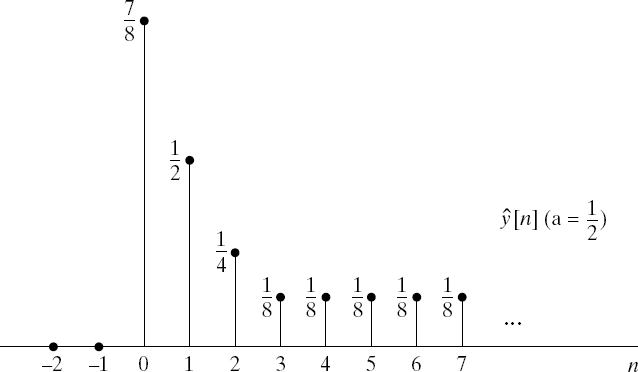 7/8
1/2
1/4
1/8 1/8 1/8 1/8 1/8
ŷ[n] (a = 1/2)
...
–2 –1 0 1 2 3 4 5 6 7 n